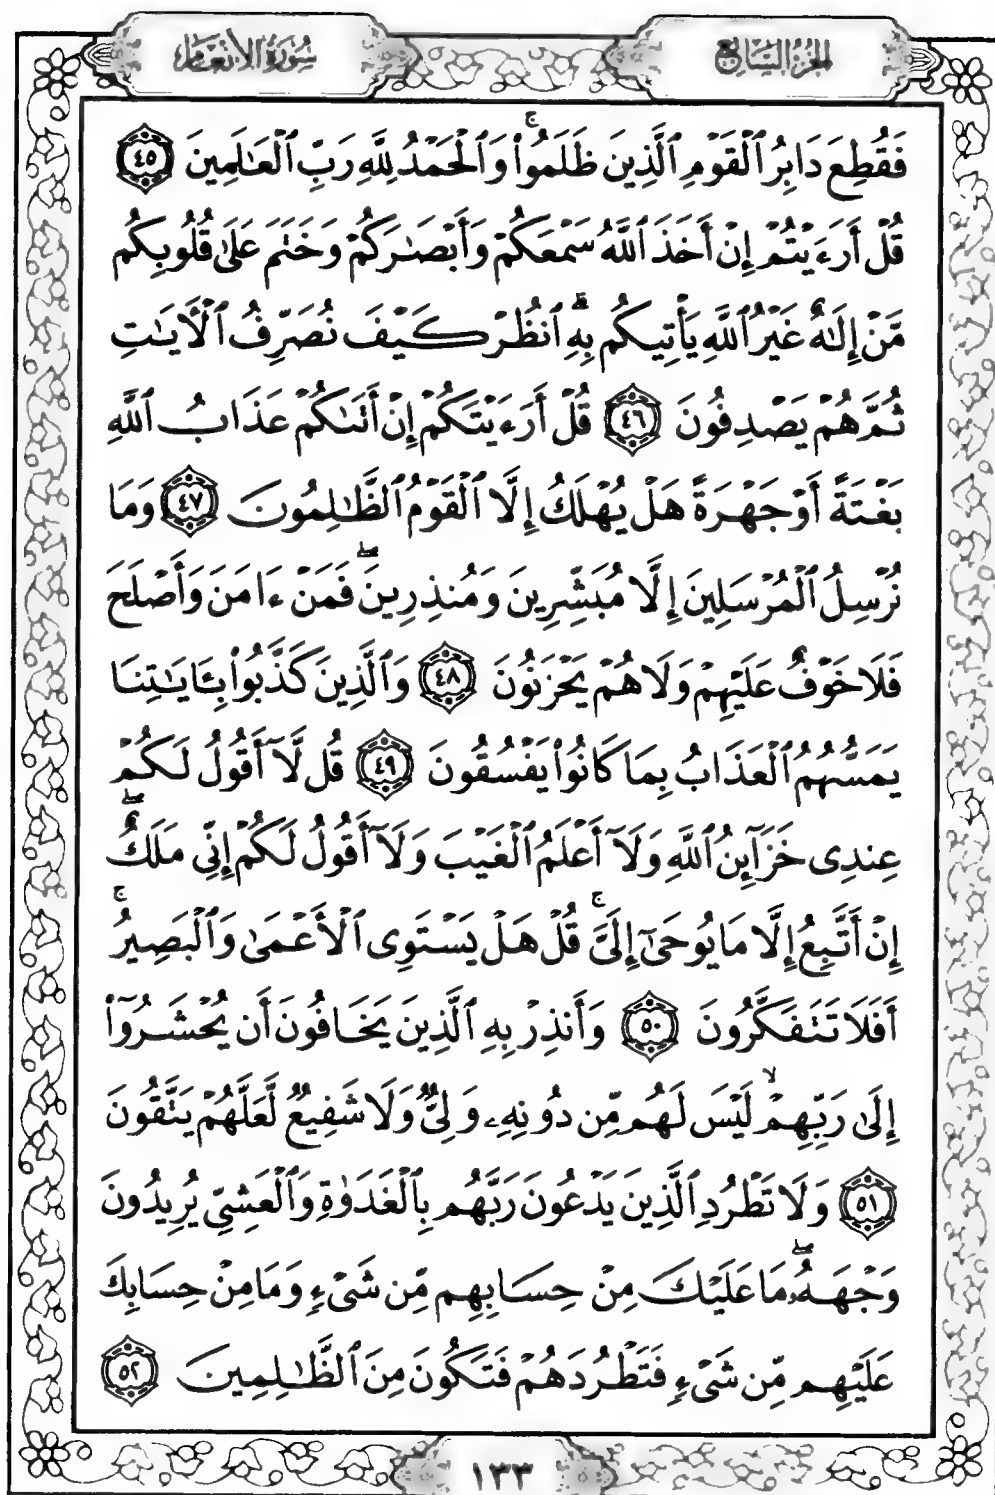 سُورَةُ الأَنْعَامِ
الجُزْءُ السَّابِعُ
فَقُطِعَ دَابِرُ ٱلْقَوْمِ ٱلَّذِينَ ظَلَمُوا۟ ۚ وَٱلْحَمْدُ لِلَّهِ رَبِّ ٱلْعَـٰلَمِينَ ٤٥
قُلْ أَرَءَيْتُمْ إِنْ أَخَذَ ٱللَّهُ سَمْعَكُمْ وَأَبْصَـٰرَكُمْ وَخَتَمَ عَلَىٰ قُلُوبِكُم
مَّنْ إِلَـٰهٌ غَيْرُ ٱللَّهِ يَأْتِيكُم بِهِ ۗ ٱنظُرْ كَيْفَ نُصَرِّفُ ٱلْـَٔايَـٰتِ
ثُمَّ هُمْ يَصْدِفُونَ ٤٦ قُلْ أَرَءَيْتَكُمْ إِنْ أَتَىٰكُمْ عَذَابُ ٱللَّهِ
بَغْتَةً أَوْ جَهْرَةً هَلْ يُهْلَكُ إِلَّا ٱلْقَوْمُ ٱلظَّـٰلِمُونَ ٤٧ وَمَا
نُرْسِلُ ٱلْمُرْسَلِينَ إِلَّا مُبَشِّرِينَ وَمُنذِرِينَ ۖ فَمَنْ ءَامَنَ وَأَصْلَحَ
فَلَا خَوْفٌ عَلَيْهِمْ وَلَا هُمْ يَحْزَنُونَ ٤٨ وَٱلَّذِينَ كَذَّبُوا۟ بِـَٔايَـٰتِنَا
يَمَسُّهُمُ ٱلْعَذَابُ بِمَا كَانُوا۟ يَفْسُقُونَ ٤٩ قُل لَّآ أَقُولُ لَكُمْ
عِندِى خَزَآئِنُ ٱللَّهِ وَلَآ أَعْلَمُ ٱلْغَيْبَ وَلَآ أَقُولُ لَكُمْ إِنِّى مَلَكٌ ۖ
إِنْ أَتَّبِعُ إِلَّا مَا يُوحَىٰٓ إِلَىَّ ۚ قُلْ هَلْ يَسْتَوِى ٱلْأَعْمَىٰ وَٱلْبَصِيرُ ۚ
أَفَلَا تَتَفَكَّرُونَ ٥٠ وَأَنذِرْ بِهِ ٱلَّذِينَ يَخَافُونَ أَن يُحْشَرُوٓا۟
إِلَىٰ رَبِّهِمْ ۙ لَيْسَ لَهُم مِّن دُونِهِۦ وَلِىٌّ وَلَا شَفِيعٌ لَّعَلَّهُمْ يَتَّقُونَ
٥١ وَلَا تَطْرُدِ ٱلَّذِينَ يَدْعُونَ رَبَّهُم بِٱلْغَدَوٰةِ وَٱلْعَشِىِّ يُرِيدُونَ
وَجْهَهُۥ ۖ مَا عَلَيْكَ مِنْ حِسَابِهِم مِّن شَىْءٍ وَمَا مِنْ حِسَابِكَ
عَلَيْهِم مِّن شَىْءٍ فَتَطْرُدَهُمْ فَتَكُونَ مِنَ ٱلظَّـٰلِمِينَ ٥٢
١٣٣